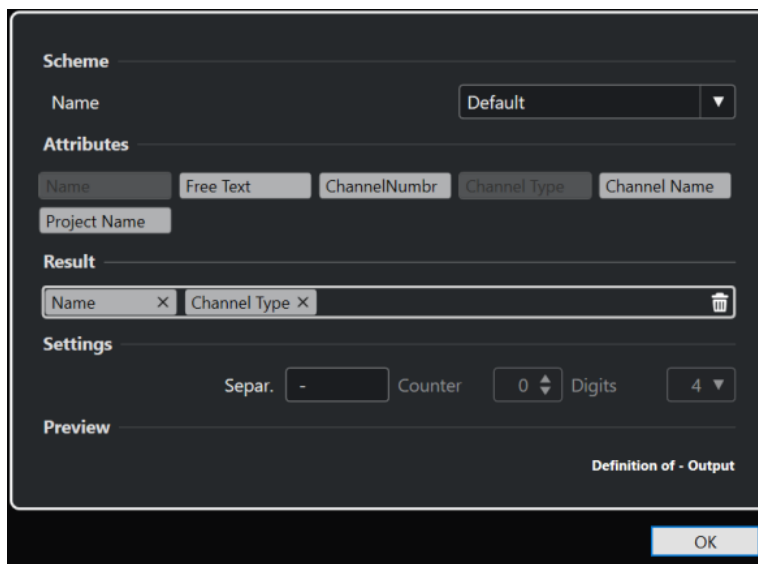 Scheme
Name Default
Attributes
Name Free Text ChannelNumbr Channel Type Channel Name
Project Name
Result
Name Channel Type
Settings
Separ. - Counter 0 Digits 4
Preview
Definition of - Output
OK